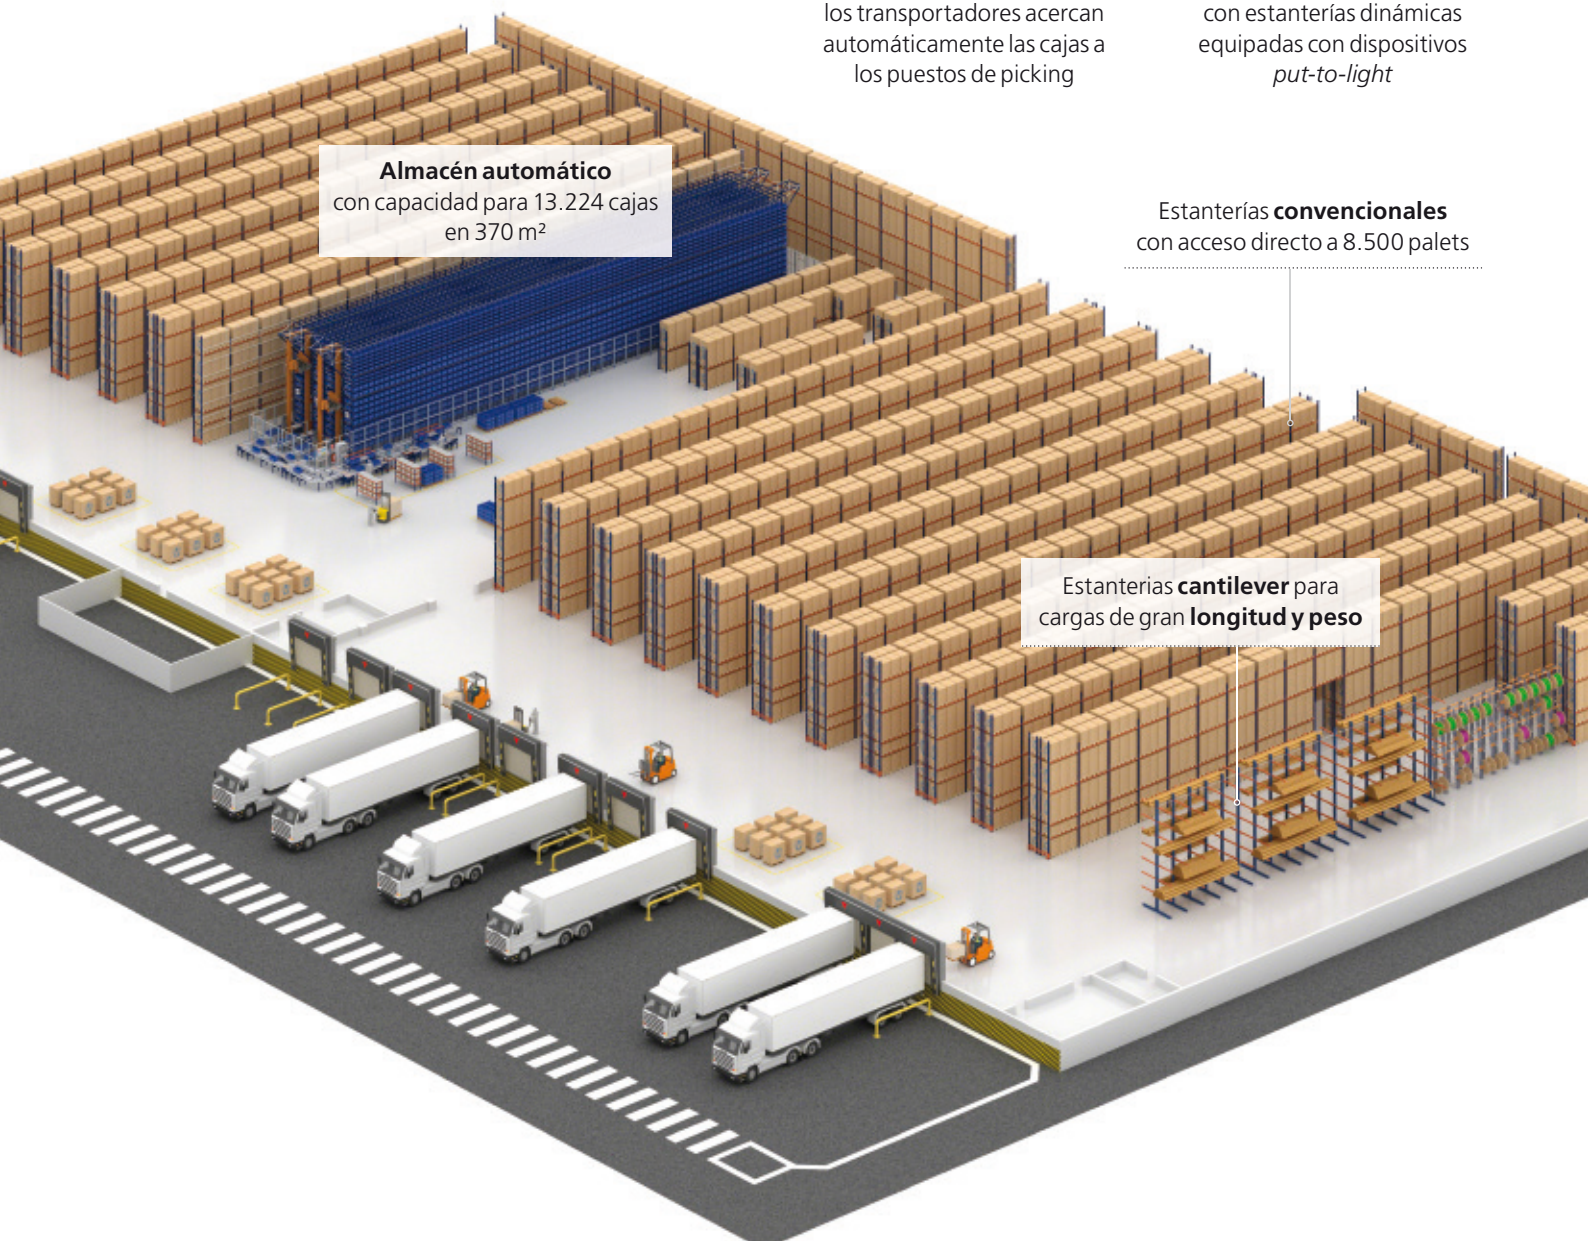 los transportadores acercan
automáticamente las cajas a
los puestos de picking
con estanterías dinámicas
equipadas con dispositivos
put-to-light
Almacén automático
con capacidad para 13.224 cajas
en 370 m²
Estanterías convencionales
con acceso directo a 8.500 palets
Estanterias cantilever para
cargas de gran longitud y peso